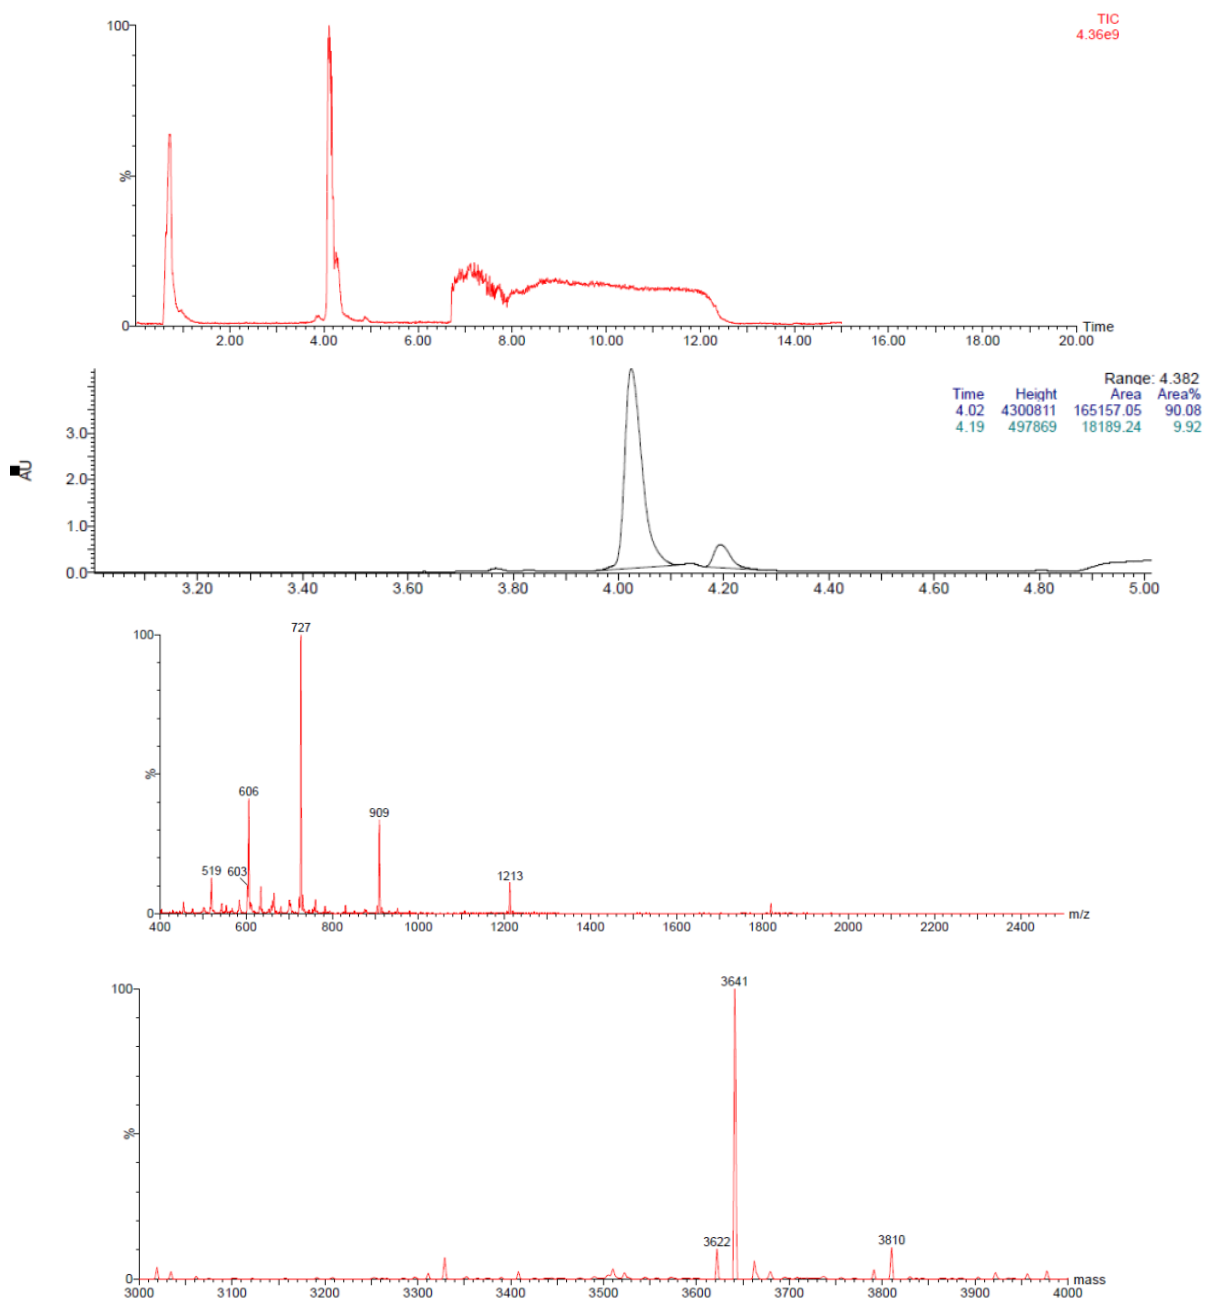 TIC
4.36e9
100
%
0
2.00 4.00 6.00 8.00 10.00 12.00 14.00 16.00 18.00 20.00
Time
Range: 4.382
Time Height Area Area%
4.02 4300811 165157.05 90.08
4.19 497869 18189.24 9.92
AU
3.0
2.0
1.0
0.0
3.20 3.40 3.60 3.80 4.00 4.20 4.40 4.60 4.80 5.00
100
727
%
606
909
519 603
1213
0
400 600 800 1000 1200 1400 1600 1800 2000 2200 2400
m/z
100
3641
%
3622
3810
0
3000 3100 3200 3300 3400 3500 3600 3700 3800 3900 4000
mass